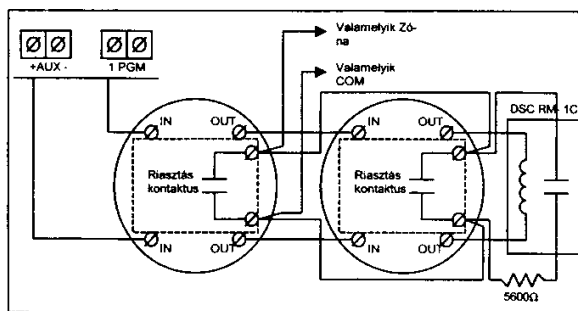 Valamelyik Zó-
na
+AUX -
1 PGM
Valamelyik
COM
DSC RM- 1C
IN
OUT
IN
OUT
Riasztás
kontaktus
Riasztás
kontaktus
IN
OUT
IN
OUT
5600Ω